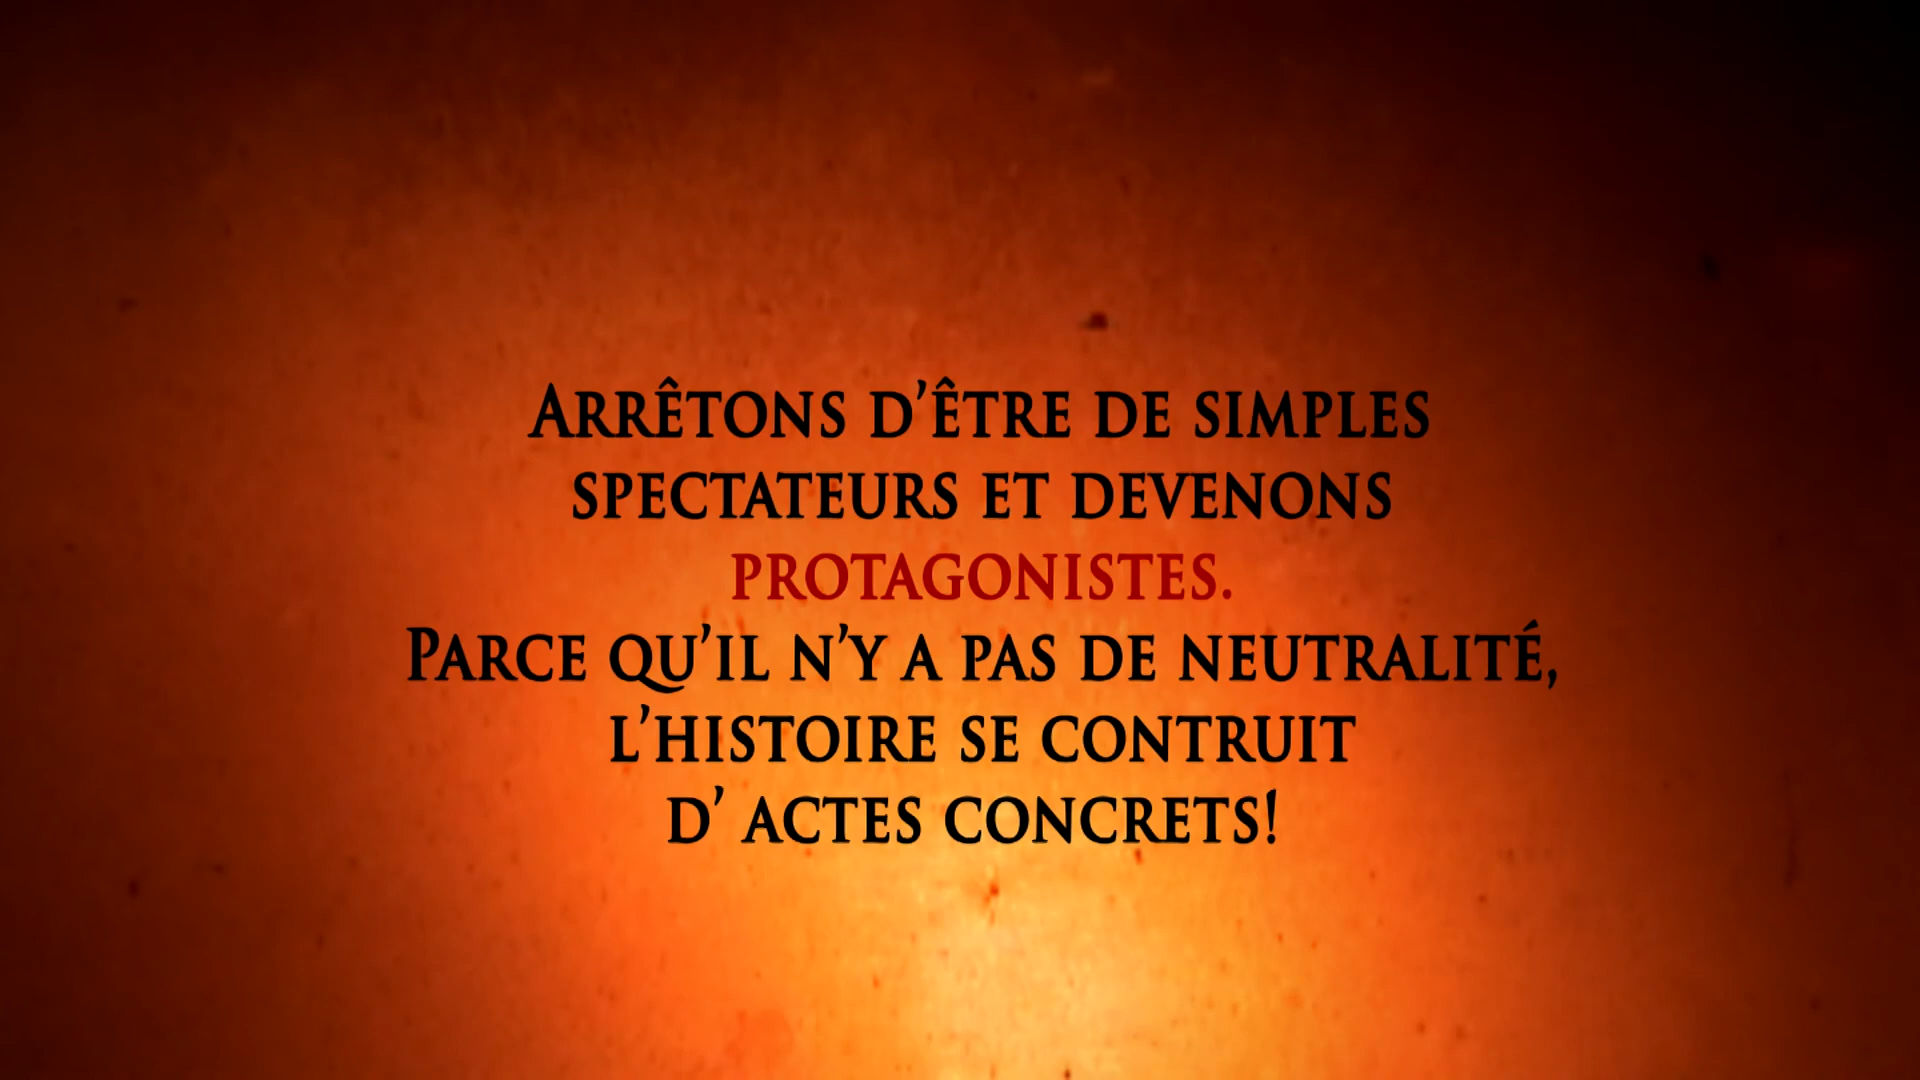 Arrêtons d’être de simples
spectateurs et devenons
protagonistes.
Parce qu’il n’y a pas de neutralité,
l’histoire se contruit
d’ actes concrets!